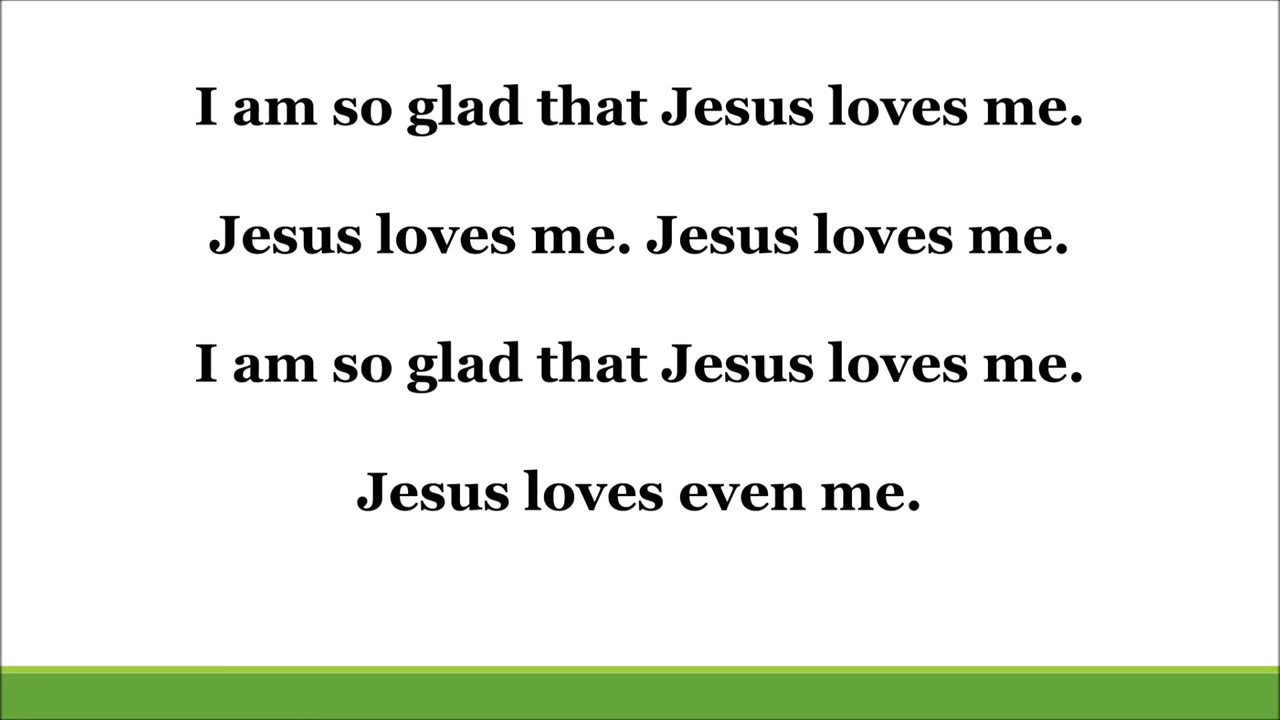 I am so glad that Jesus loves me.
Jesus loves me. Jesus loves me.
I am so glad that Jesus loves me.
Jesus loves even me.